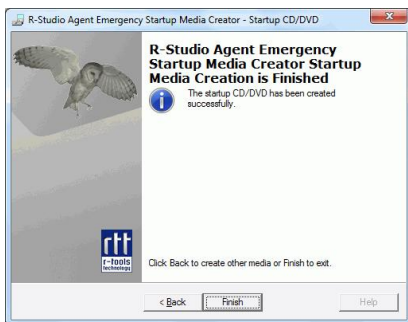 R-Studio Agent Emergency Startup Media Creator - Startup CD/DVD
R-Studio Agent Emergency
Startup Media Creator Startup
Media Creation is Finished
The startup CD/DVD has been created
successfully.
rtt
r-tools
technology
Click Back to create other media or Finish to exit.
< Back
Finish
Help